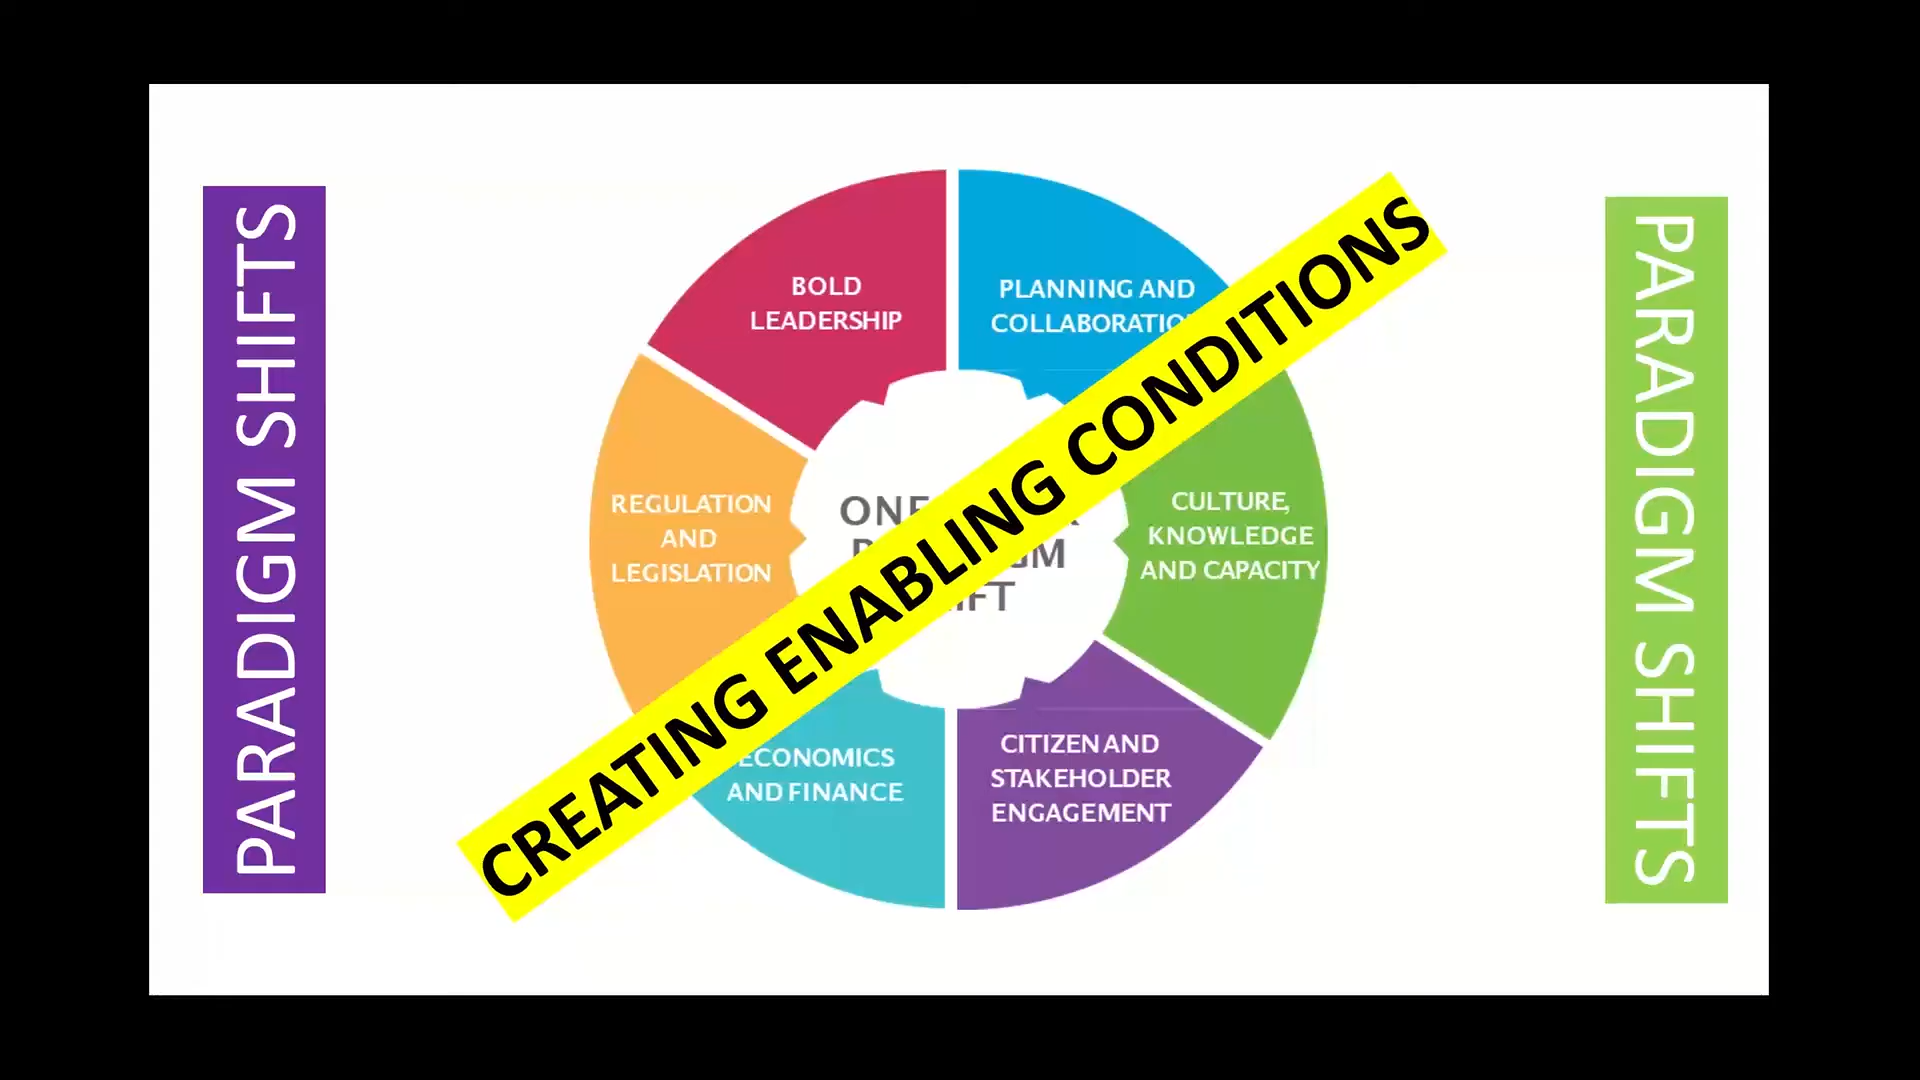 PARADIGM SHIFTS
BOLD
LEADERSHIP
PLANNING AND
REGULATION
AND
LEGISLATION
CULTURE,
KNOWLEDGE
AND CAPACITY
CREATING ENABLING CONDITIONS
ECONOMICS
AND FINANCE
CITIZEN AND
STAKEHOLDER
ENGAGEMENT
PARADIGM SHIFTS